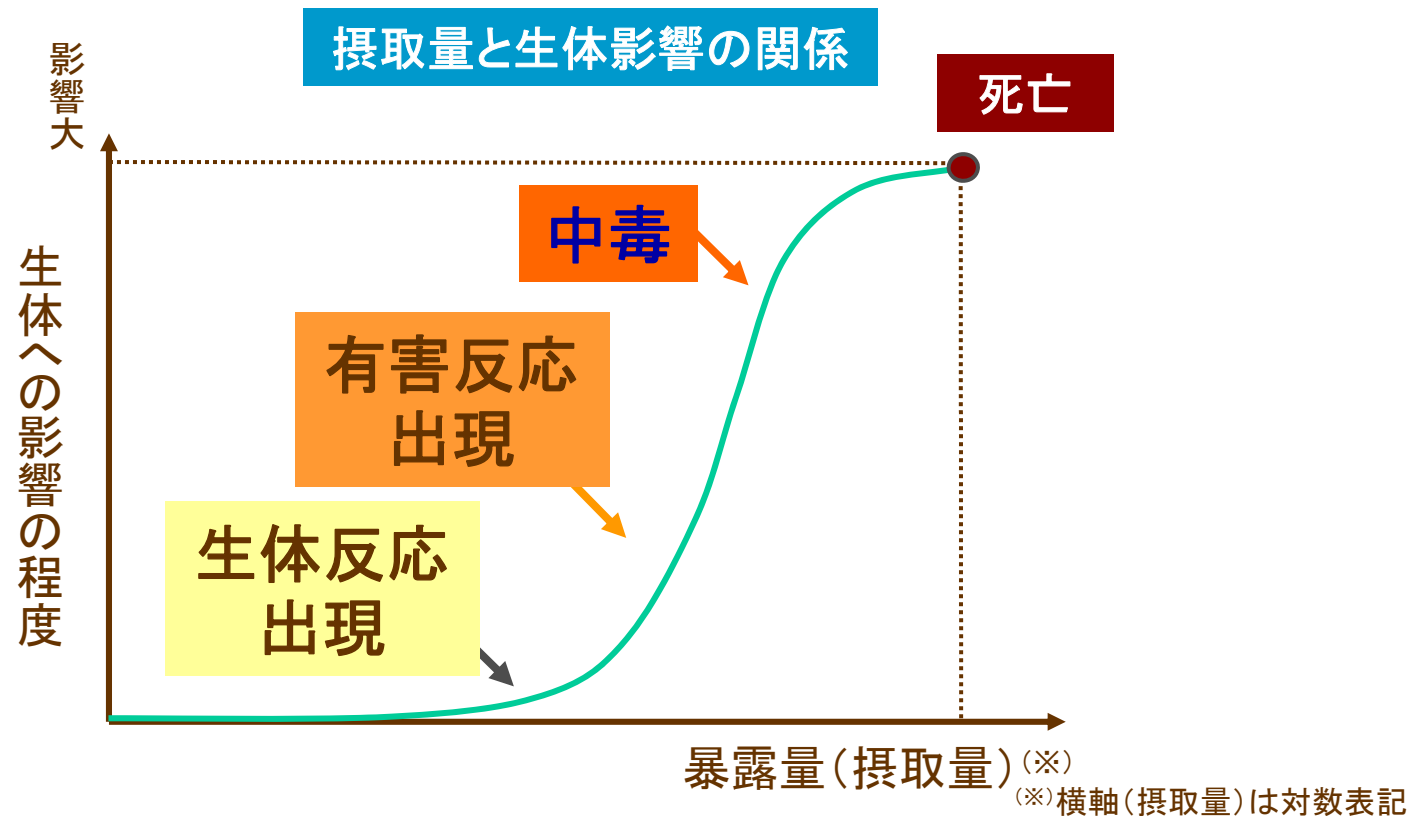 摂取量と生体影響の関係
影響大
死亡
中毒
有害反応
出現
生体反応
出現
生体への影響の程度
暴露量(摂取量)(※)
(※)横軸(摂取量)は対数表記